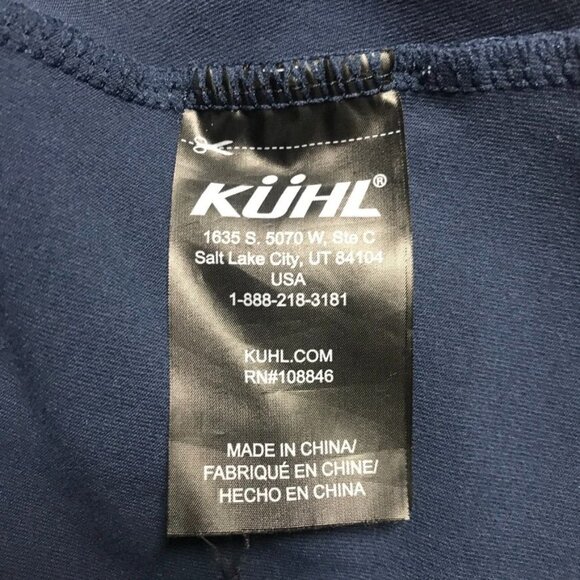 KÜHL®
1635 S. 5070 W, Ste C
Salt Lake City, UT 84104
USA
1-888-218-3181
KUHL.COM
RN#108846
MADE IN CHINA/
FABRIQUÉ EN CHINE/
HECHO EN CHINA